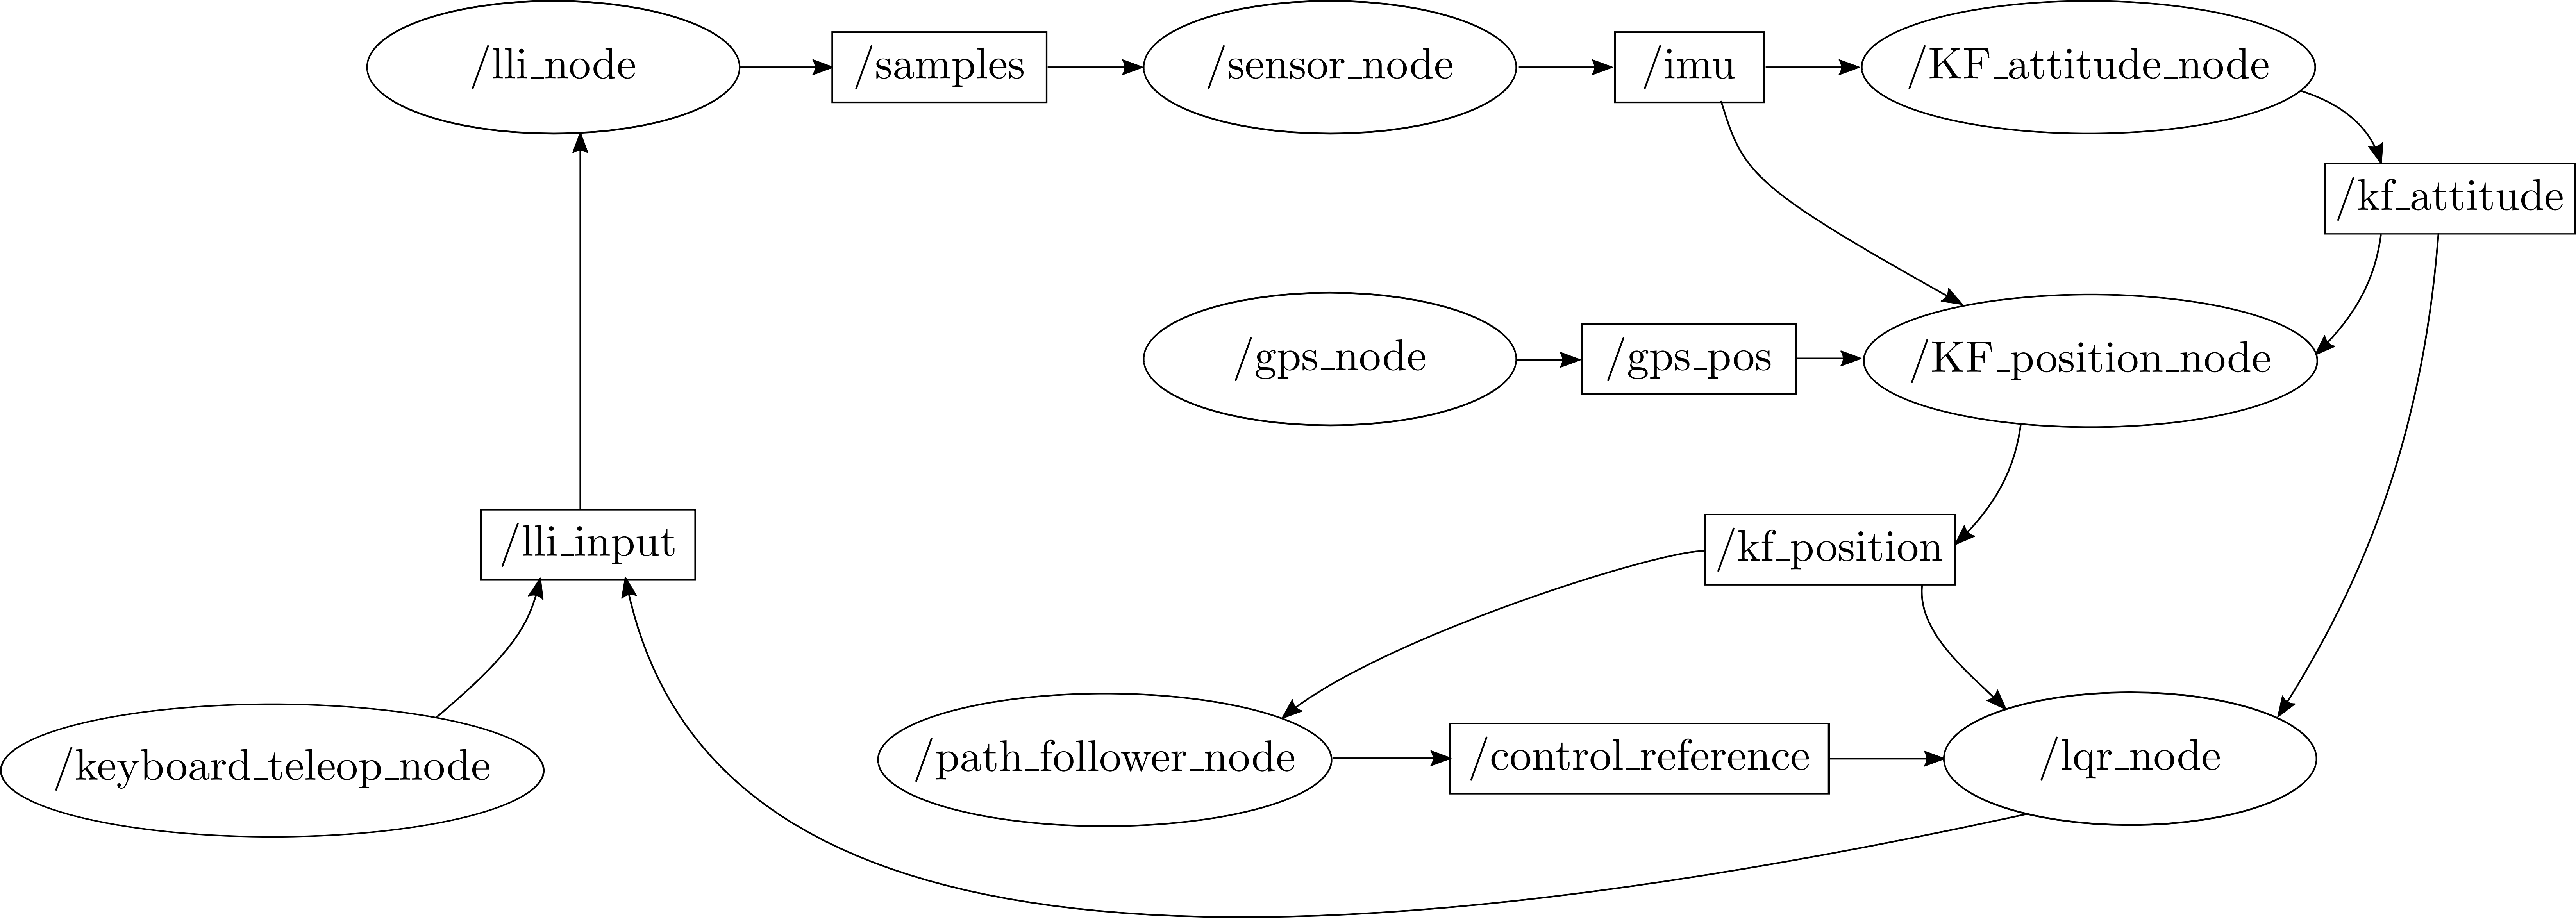 /lli_node
/samples
/sensor_node
/imu
/KF_attitude_node
/kf_attitude
/gps_node
/gps_pos
/KF_position_node
/lli_input
/kf_position
/keyboard_teleop_node
/path_follower_node
/control_reference
/lqr_node